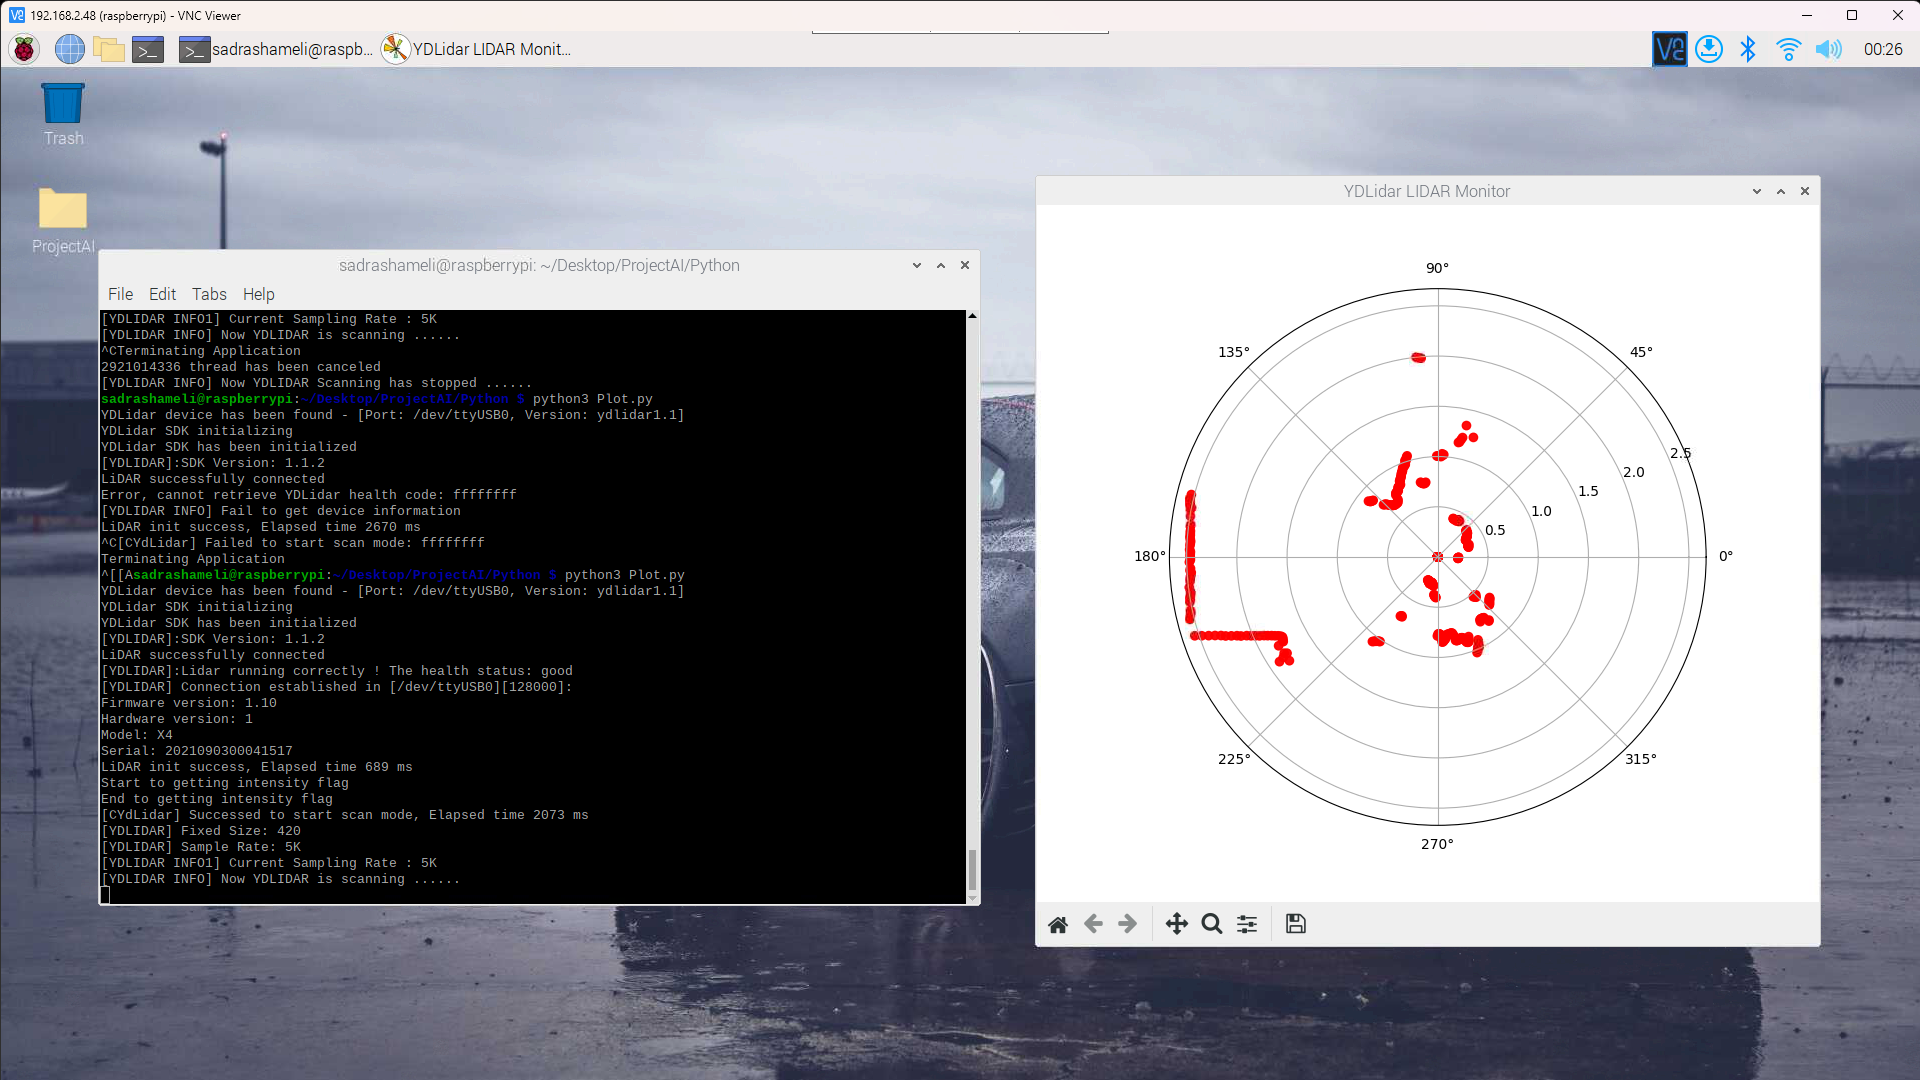 192.168.2.48 (raspberrypi) - VNC Viewer
sadrashameli@raspb... YDLidar LIDAR Monit... 00:26
Trash
ProjectAI
sadrashameli@raspberrypi: ~/Desktop/ProjectAI/Python
File Edit Tabs Help
[YDLIDAR INFO1] Current Sampling Rate : 5K
[YDLIDAR INFO] Now YDLIDAR is scanning ......
^CTerminating Application
2921014336 thread has been canceled
[YDLIDAR INFO] Now YDLIDAR Scanning has stopped ......
sadrashameli@raspberrypi:~/Desktop/ProjectAI/Python $ python3 Plot.py
YDLidar device has been found - [Port: /dev/ttyUSB0, Version: ydlidar1.1]
YDLidar SDK initializing
YDLidar SDK has been initialized
[YDLIDAR]:SDK Version: 1.1.2
LiDAR successfully connected
Error, cannot retrieve YDLidar health code: ffffffff
[YDLIDAR INFO] Fail to get device information
LiDAR init success, Elapsed time 2670 ms
^C[CYdLidar] Failed to start scan mode: ffffffff
Terminating Application
^[[Asadrashameli@raspberrypi:~/Desktop/ProjectAI/Python $ python3 Plot.py
YDLidar device has been found - [Port: /dev/ttyUSB0, Version: ydlidar1.1]
YDLidar SDK initializing
YDLidar SDK has been initialized
[YDLIDAR]:SDK Version: 1.1.2
LiDAR successfully connected
[YDLIDAR]:Lidar running correctly ! The health status: good
[YDLIDAR] Connection established in [/dev/ttyUSB0][128000]:
Firmware version: 1.10
Hardware version: 1
Model: X4
Serial: 2021090300041517
LiDAR init success, Elapsed time 689 ms
Start to getting intensity flag
End to getting intensity flag
[CYdLidar] Successed to start scan mode, Elapsed time 2073 ms
[YDLIDAR] Fixed Size: 420
[YDLIDAR] Sample Rate: 5K
[YDLIDAR INFO1] Current Sampling Rate : 5K
[YDLIDAR INFO] Now YDLIDAR is scanning ......
YDLidar LIDAR Monitor
90°
135° 45°
2.5
2.0
1.5
1.0
0.5
180° 0°
225° 315°
270°